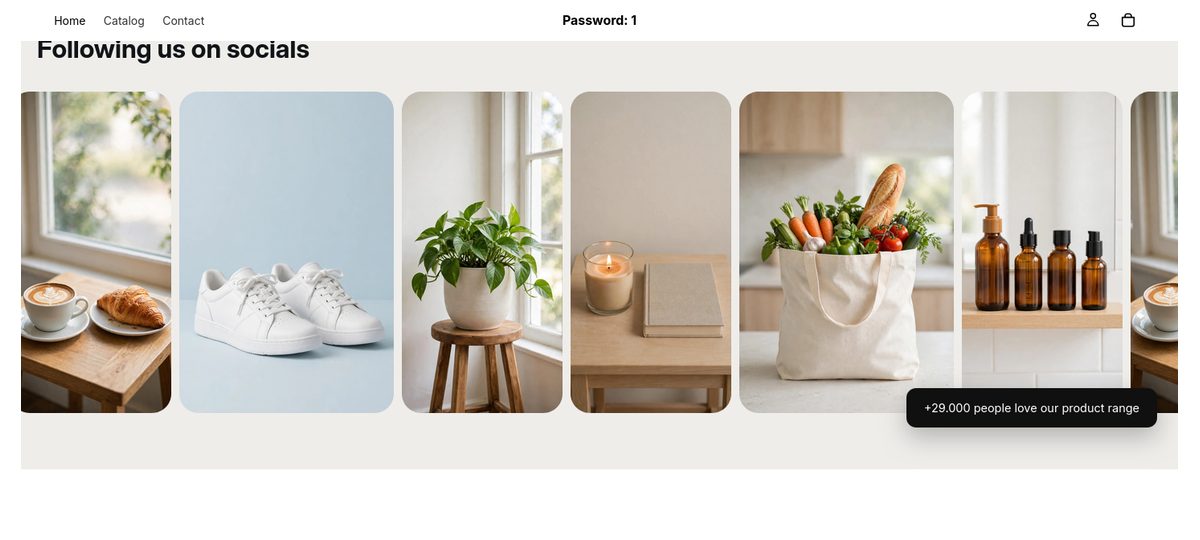 Home Catalog Contact Password: 1
Following us on socials
+29.000 people love our product range